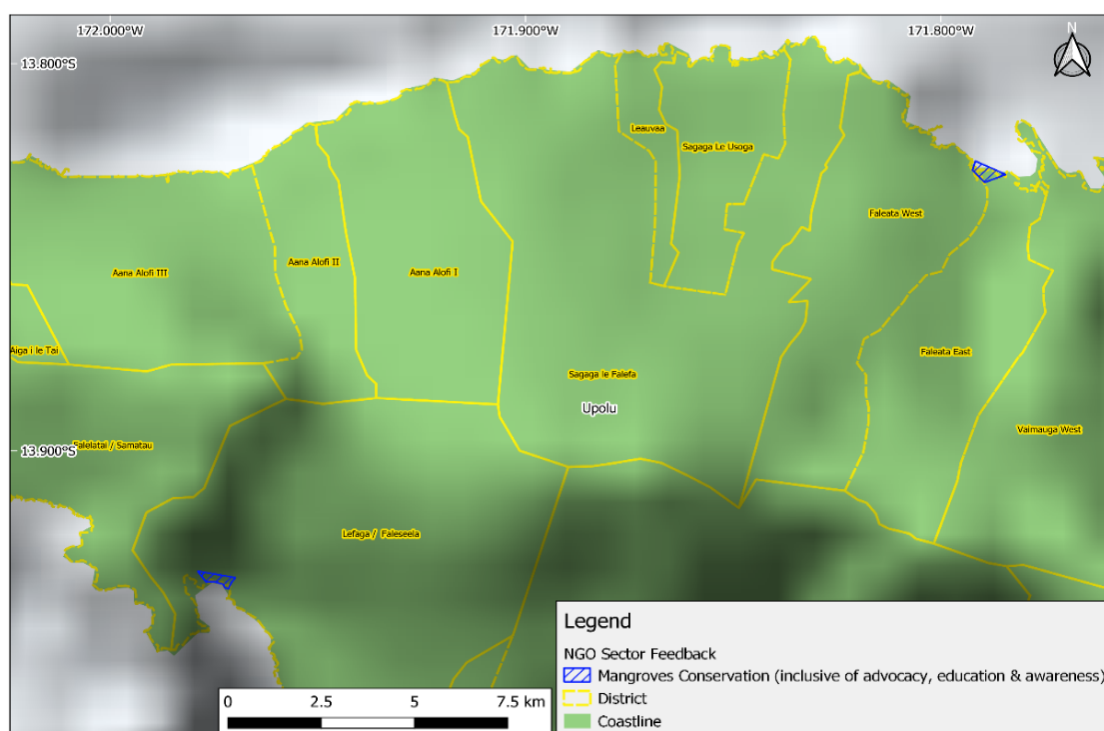 172.000°W
171.900°W
171.800°W
N
13.800°S
Leauvaa
Sagaga Le Usoga
Faleata West
Aana Alofi III
Aana Alofi II
Aana Alofi I
Aiga i le Tai
Faleata East
Sagaga le Falefa
Upolu
Vaimauga West
Falelatai / Samatau
13.900°S
Lefaga / Faleseela
Legend
NGO Sector Feedback
Mangroves Conservation (inclusive of advocacy, education & awareness)
District
Coastline
0 2.5 5 7.5 km